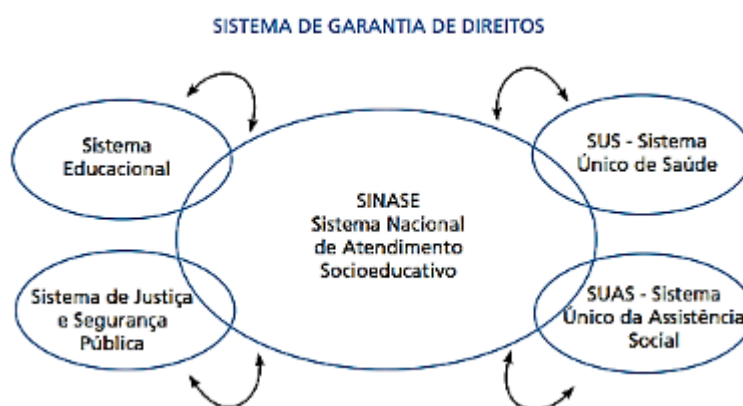 SISTEMA DE GARANTIA DE DIREITOS
Sistema
Educacional
SUS - Sistema
Único de Saúde
SINASE
Sistema Nacional
de Atendimento
Socioeducativo
Sistema de Justiça
e Segurança
Pública
SUAS - Sistema
Único da Assistência
Social